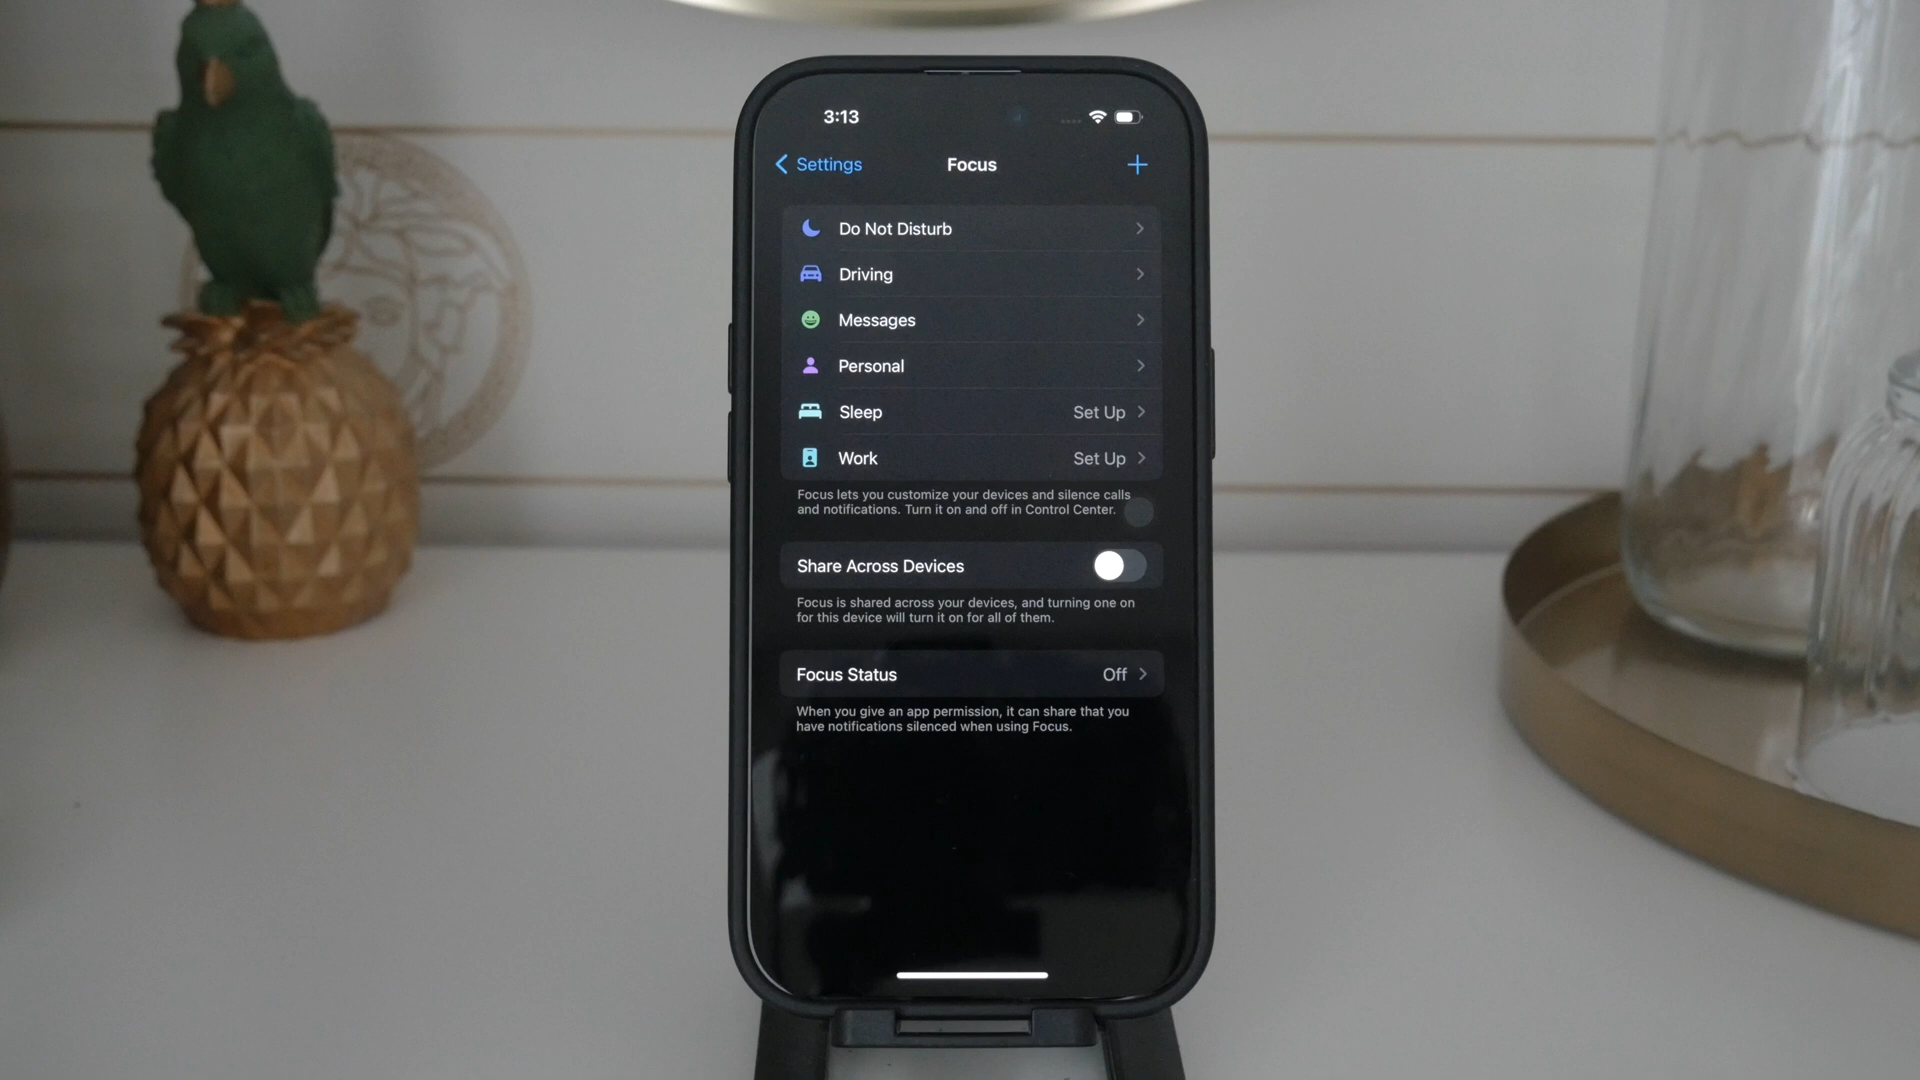 3:13
Settings
Focus
Do Not Disturb
Driving
Messages
Personal
Sleep Set Up
Work Set Up
Focus lets you customize your devices and silence calls
and notifications. Turn it on and off in Control Center.
Share Across Devices
Focus is shared across your devices, and turning one on
for this device will turn it on for all of them.
Focus Status Off
When you give an app permission, it can share that you
have notifications silenced when using Focus.